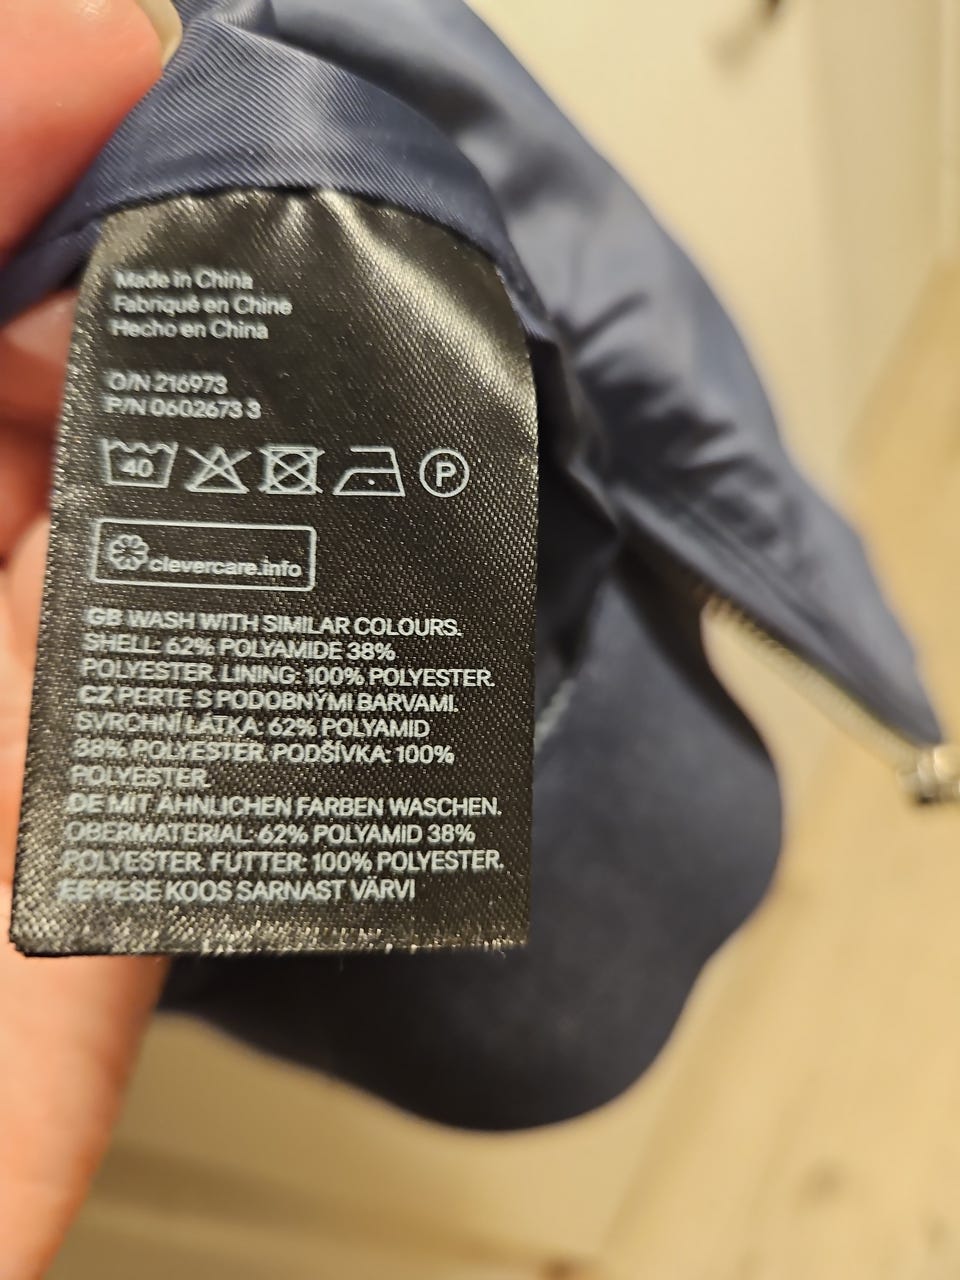 Made in China
Fabriqué en Chine
Hecho en China
O/N 216973
P/N 0602673 3
40 P
clevercare.info
GB WASH WITH SIMILAR COLOURS.
SHELL: 62% POLYAMIDE 38%
POLYESTER. LINING: 100% POLYESTER.
CZ PERTE S PODOBNÝMI BARVAMI.
SVRCHNÍ LÁTKA: 62% POLYAMID
38% POLYESTER. PODŠÍVKA: 100%
POLYESTER.
DE MIT ÄHNLICHEN FARBEN WASCHEN.
OBERMATERIAL: 62% POLYAMID 38%
POLYESTER. FUTTER: 100% POLYESTER.
EE PESE KOOS SARNAST VÄRVI